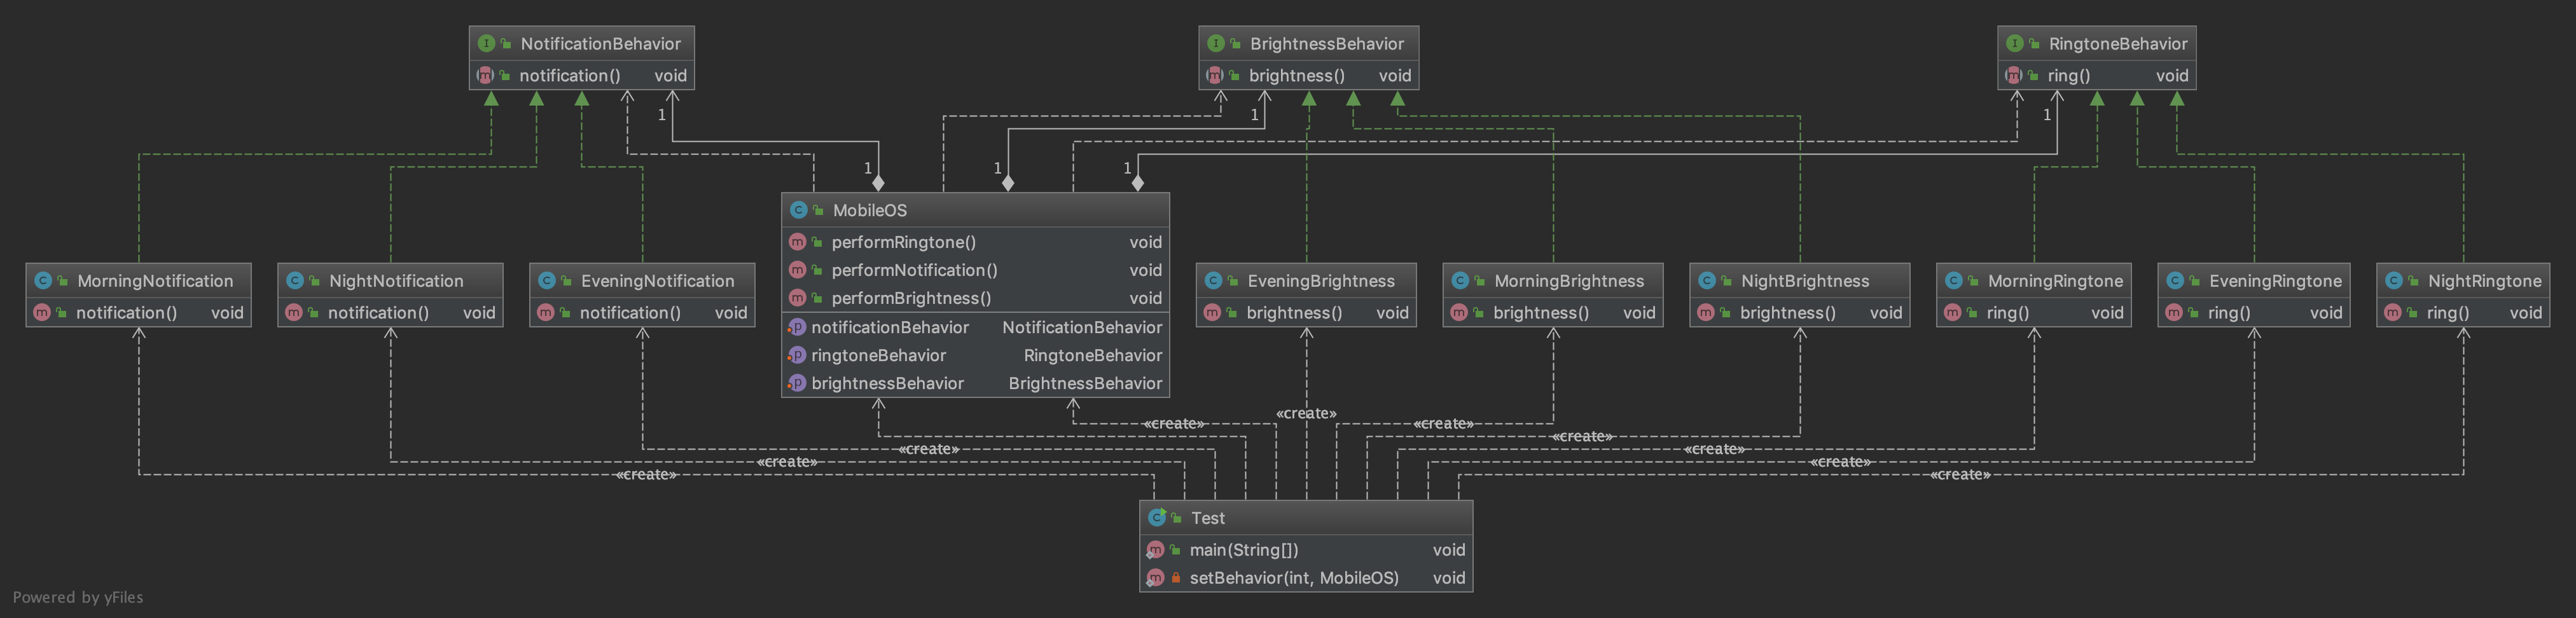 NotificationBehavior
notification() void
BrightnessBehavior
brightness() void
RingtoneBehavior
ring() void
1
1
1
1
1
1
MobileOS
performRingtone() void
performNotification() void
performBrightness() void
notificationBehavior NotificationBehavior
ringtoneBehavior RingtoneBehavior
brightnessBehavior BrightnessBehavior
MorningNotification
notification() void
NightNotification
notification() void
EveningNotification
notification() void
EveningBrightness
brightness() void
MorningBrightness
brightness() void
NightBrightness
brightness() void
MorningRingtone
ring() void
EveningRingtone
ring() void
NightRingtone
ring() void
«create»
«create»
«create»
«create»
«create»
«create»
«create»
«create»
«create»
«create»
Test
main(String[]) void
setBehavior(int, MobileOS) void
Powered by yFiles